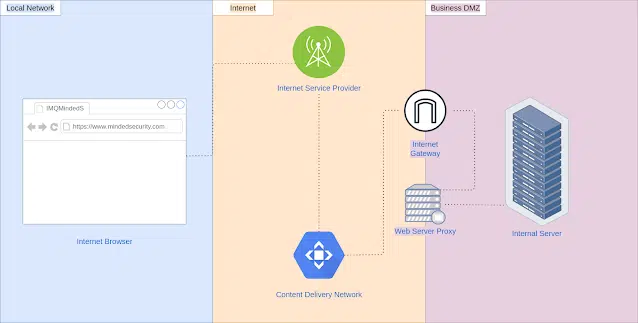 Local Network
Internet
Business DMZ
Internet Service Provider
IMQMindedS
https://www.mindedsecurity.com
Internet
Gateway
Web Server Proxy
Internal Server
Internet Browser
Content Delivery Network